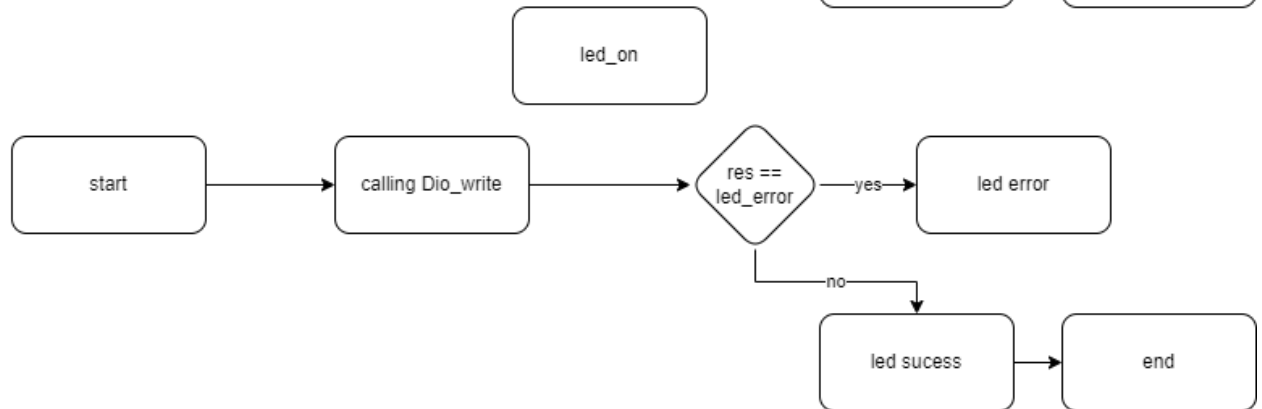 led_on
start
calling Dio_write
res ==
led_error
yes
led error
no
led sucess
end